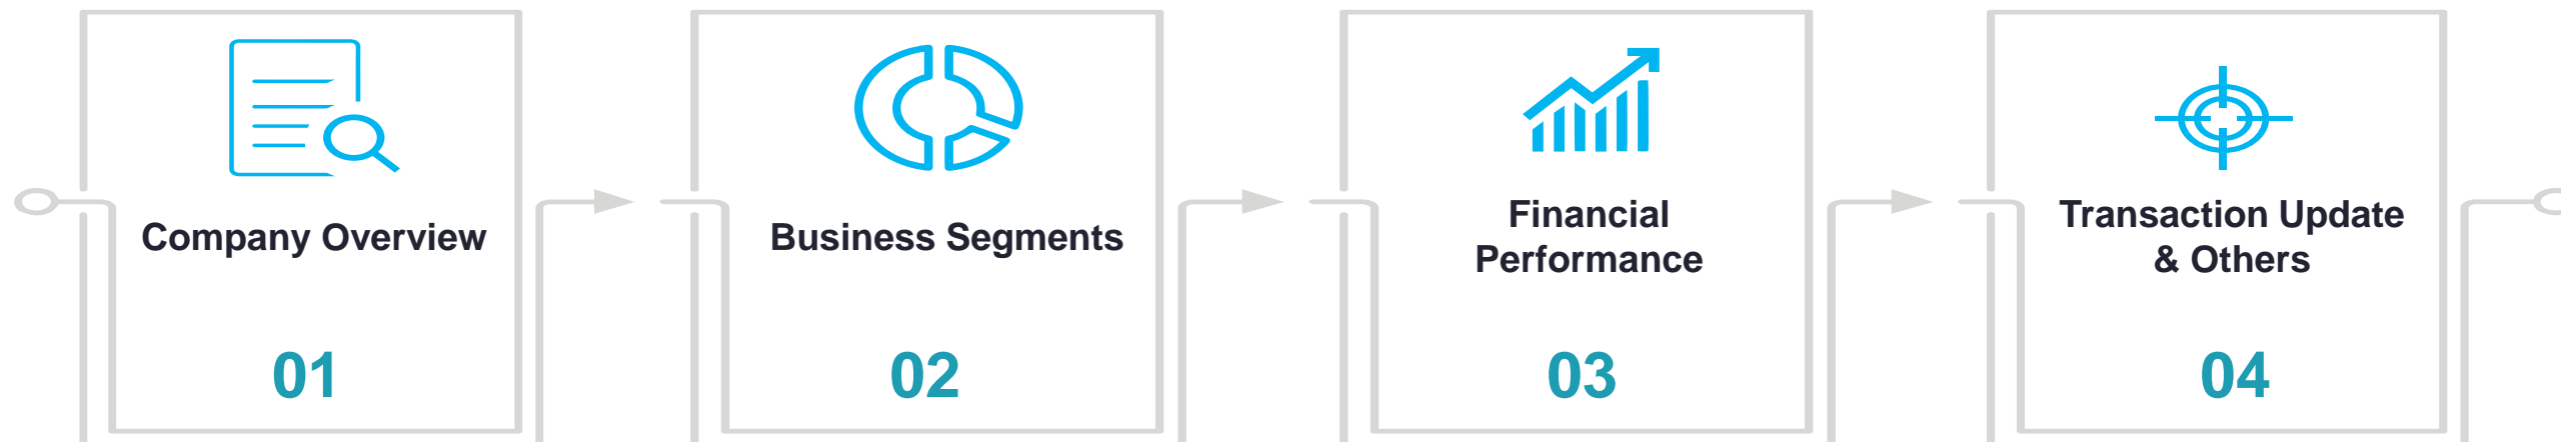 Company Overview
01
Business Segments
02
Financial
Performance
03
Transaction Update
& Others
04